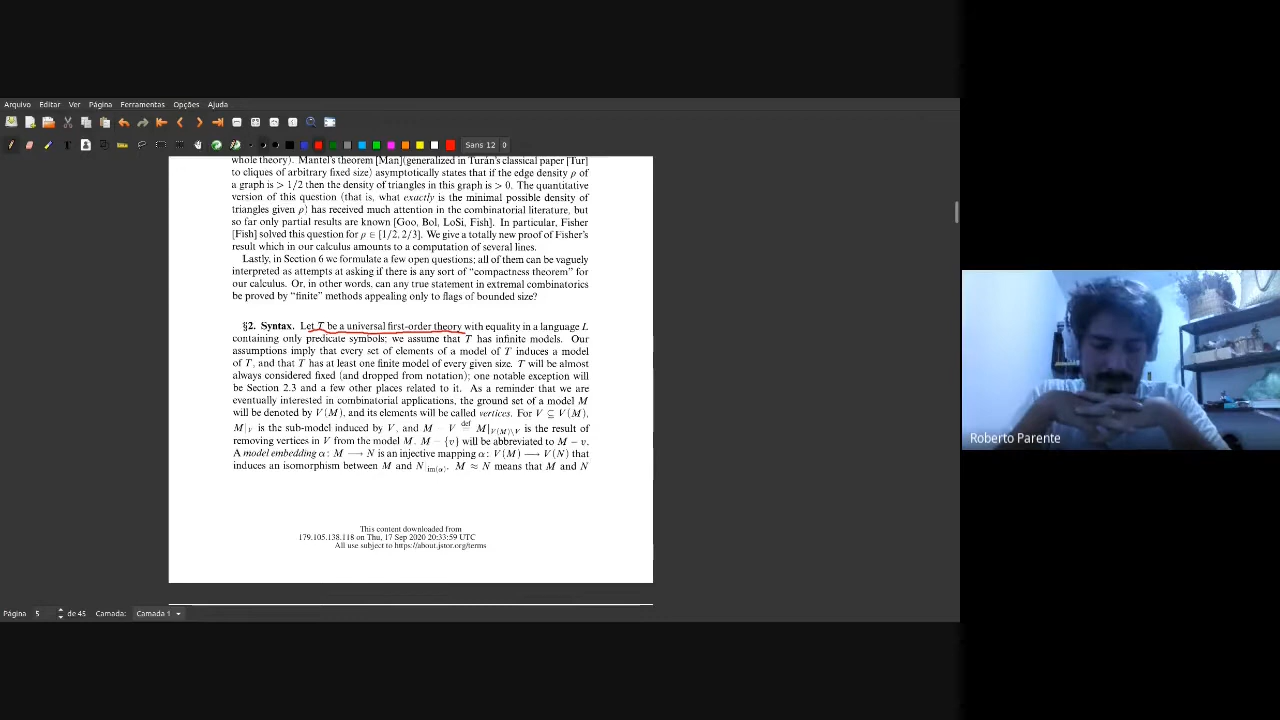 Arquivo Editar Ver Página Ferramentas Opções Ajuda
Sans 12
whole theory). Mantel's theorem [Man](generalized in Turán's classical paper [Tur]
to cliques of arbitrary fixed size) asymptotically states that if the edge density ρ of
a graph is > 1/2 then the density of triangles in this graph is > 0. The quantitative
version of this question (that is, what exactly is the minimal possible density of
triangles given ρ) has received much attention in the combinatorial literature, but
so far only partial results are known [Goo, Bol, LoSi, Fish]. In particular, Fisher
[Fish] solved this question for ρ ∈ [1/2, 2/3]. We give a totally new proof of Fisher's
result which in our calculus amounts to a computation of several lines.
Lastly, in Section 6 we formulate a few open questions; all of them can be vaguely
interpreted as attempts at asking if there is any sort of "compactness theorem" for
our calculus. Or, in other words, can any true statement in extremal combinatorics
be proved by "finite" methods appealing only to flags of bounded size?
§2. Syntax. Let T be a universal first-order theory with equality in a language L
containing only predicate symbols; we assume that T has infinite models. Our
assumptions imply that every set of elements of a model of T induces a model
of T, and that T has at least one finite model of every given size. T will be almost
always considered fixed (and dropped from notation); one notable exception will
be Section 2.3 and a few other places related to it. As a reminder that we are
eventually interested in combinatorial applications, the ground set of a model M
will be denoted by V(M), and its elements will be called vertices. For V ⊆ V(M),
M|V is the sub-model induced by V, and M − V def M|V(M)\V is the result of
removing vertices in V from the model M. M − {v} will be abbreviated to M − v.
A model embedding α: M ⟶ N is an injective mapping α: V(M) ⟶ V(N) that
induces an isomorphism between M and N|im(α). M ≈ N means that M and N
This content downloaded from
179.105.138.118 on Thu, 17 Sep 2020 20:33:59 UTC
All use subject to https://about.jstor.org/terms
Página 5 de 45 Camada: Camada 1
Roberto Parente